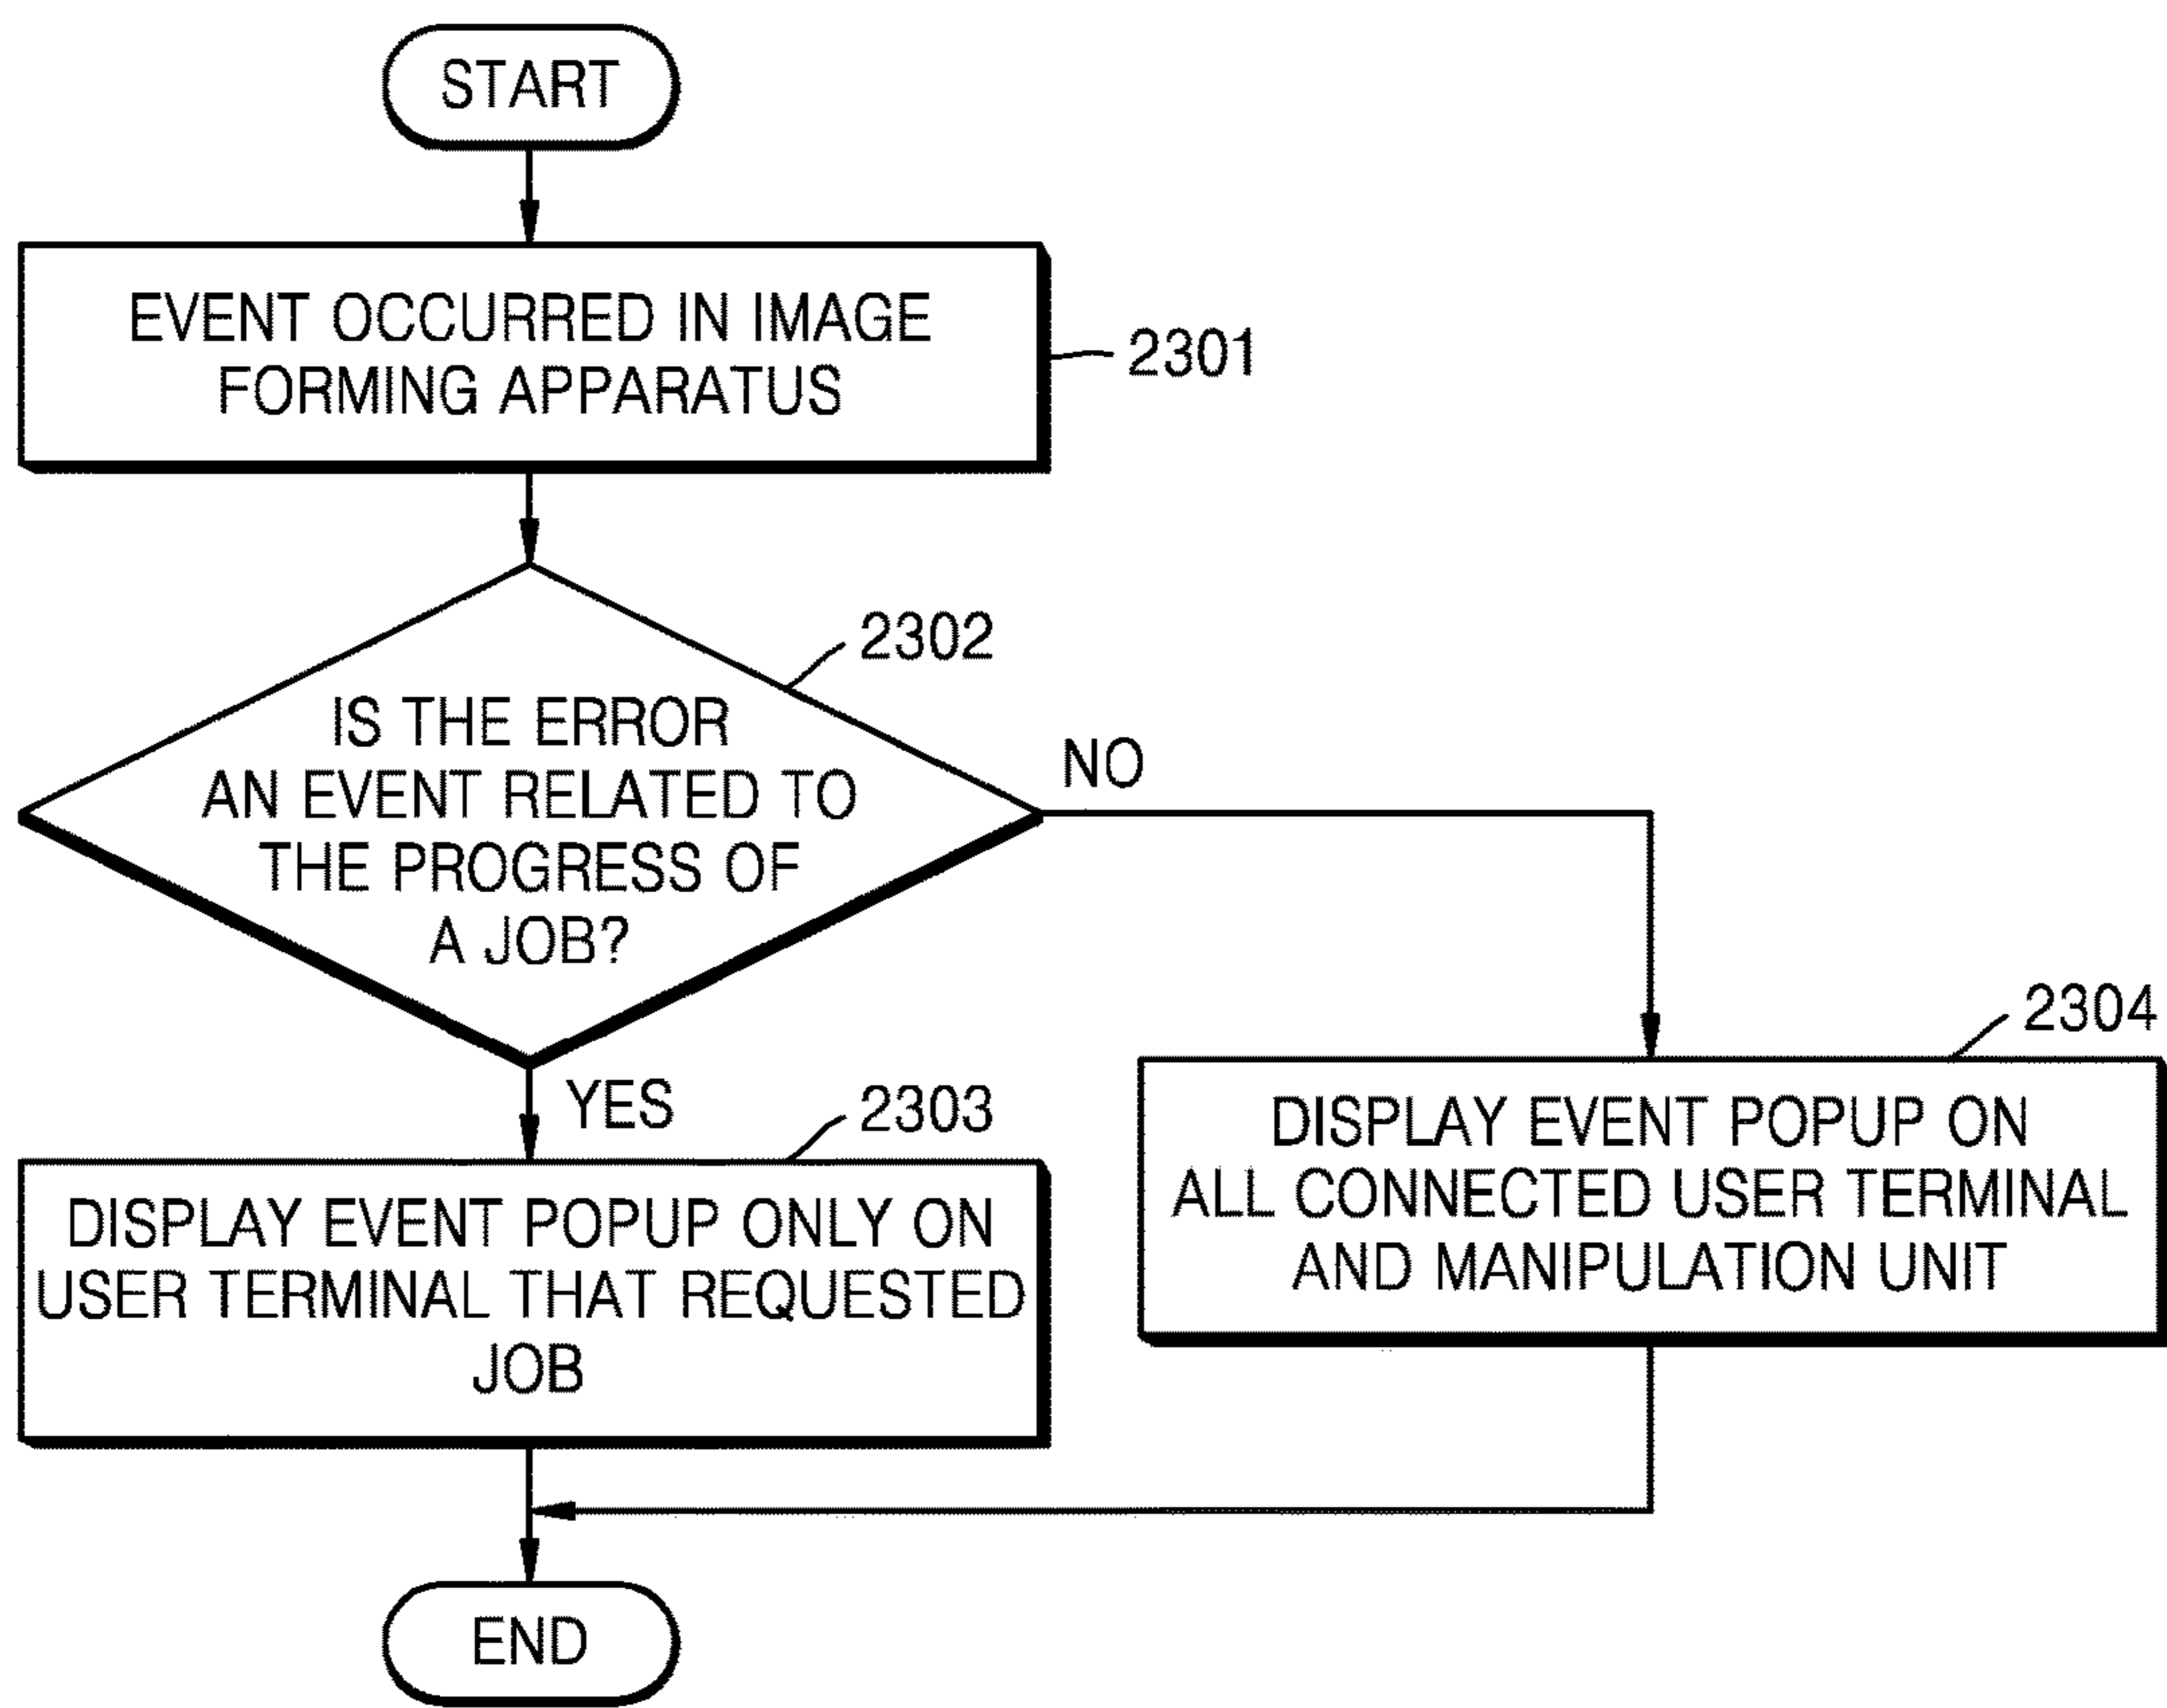 START
EVENT OCCURRED IN IMAGE
FORMING APPARATUS
2301
2302
IS THE ERROR
AN EVENT RELATED TO
THE PROGRESS OF
A JOB?
NO
YES
2303
DISPLAY EVENT POPUP ONLY ON
USER TERMINAL THAT REQUESTED
JOB
2304
DISPLAY EVENT POPUP ON
ALL CONNECTED USER TERMINAL
AND MANIPULATION UNIT
END